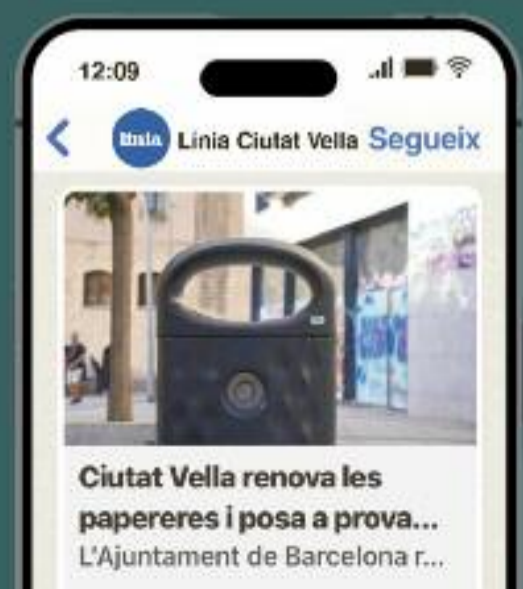 12:09
línia Línia Ciutat Vella Segueix
Ciutat Vella renova les
papereres i posa a prova...
L'Ajuntament de Barcelona r...